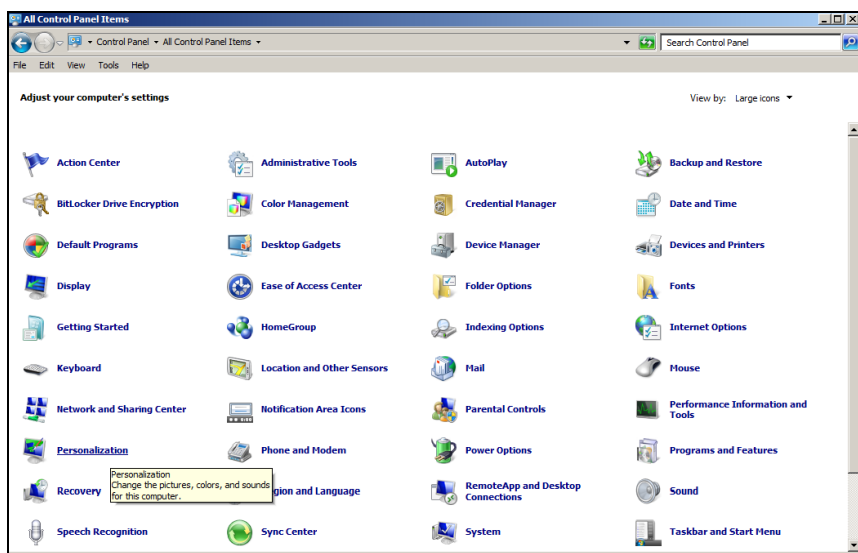 All Control Panel Items
Control Panel All Control Panel Items
Search Control Panel
File Edit View Tools Help
Adjust your computer's settings
View by: Large icons
Action Center
Administrative Tools
AutoPlay
Backup and Restore
BitLocker Drive Encryption
Color Management
Credential Manager
Date and Time
Default Programs
Desktop Gadgets
Device Manager
Devices and Printers
Display
Ease of Access Center
Folder Options
Fonts
Getting Started
HomeGroup
Indexing Options
Internet Options
Keyboard
Location and Other Sensors
Mail
Mouse
Network and Sharing Center
Notification Area Icons
Parental Controls
Performance Information and
Tools
Personalization
Phone and Modem
Power Options
Programs and Features
Personalization
Change the pictures, colors, and sounds
for this computer.
Recovery
and Language
RemoteApp and Desktop
Connections
Sound
Speech Recognition
Sync Center
System
Taskbar and Start Menu